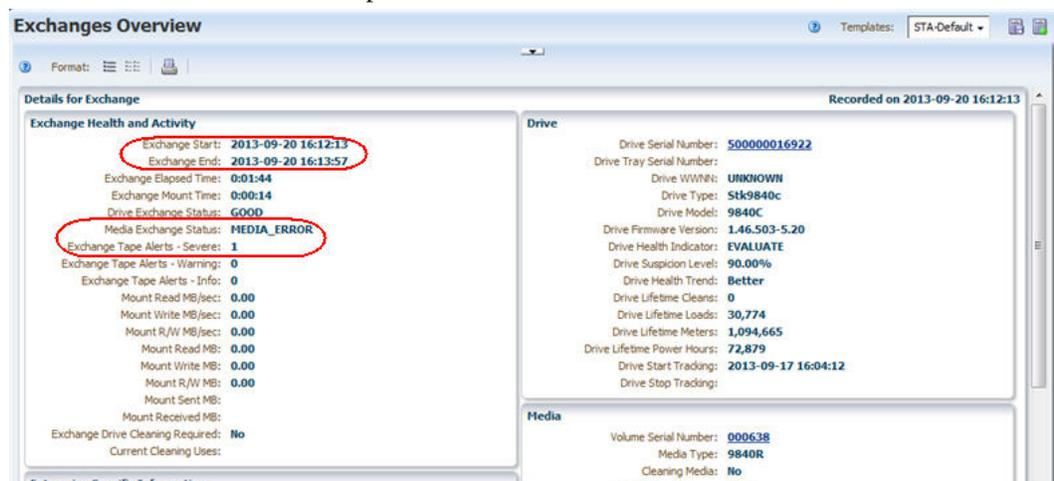 Exchanges Overview
Templates: STA-Default
Format:
Details for Exchange
Recorded on 2013-09-20 16:12:13
Exchange Health and Activity
Exchange Start: 2013-09-20 16:12:13
Exchange End: 2013-09-20 16:13:57
Exchange Elapsed Time: 0:01:44
Exchange Mount Time: 0:00:14
Drive Exchange Status: GOOD
Media Exchange Status: MEDIA_ERROR
Exchange Tape Alerts - Severe: 1
Exchange Tape Alerts - Warning: 0
Exchange Tape Alerts - Info: 0
Mount Read MB/sec: 0.00
Mount Write MB/sec: 0.00
Mount R/W MB/sec: 0.00
Mount Read MB: 0.00
Mount Write MB: 0.00
Mount R/W MB: 0.00
Mount Sent MB:
Mount Received MB:
Exchange Drive Cleaning Required: No
Current Cleaning Uses:
Drive
Drive Serial Number: 500000016922
Drive Tray Serial Number:
Drive WWNN: UNKNOWN
Drive Type: Stk9840c
Drive Model: 9840C
Drive Firmware Version: 1.46.503-5.20
Drive Health Indicator: EVALUATE
Drive Suspicion Level: 90.00%
Drive Health Trend: Better
Drive Lifetime Cleans: 0
Drive Lifetime Loads: 30,774
Drive Lifetime Meters: 1,094,665
Drive Lifetime Power Hours: 72,879
Drive Start Tracking: 2013-09-17 16:04:12
Drive Stop Tracking:
Media
Volume Serial Number: 000638
Media Type: 9840R
Cleaning Media: No